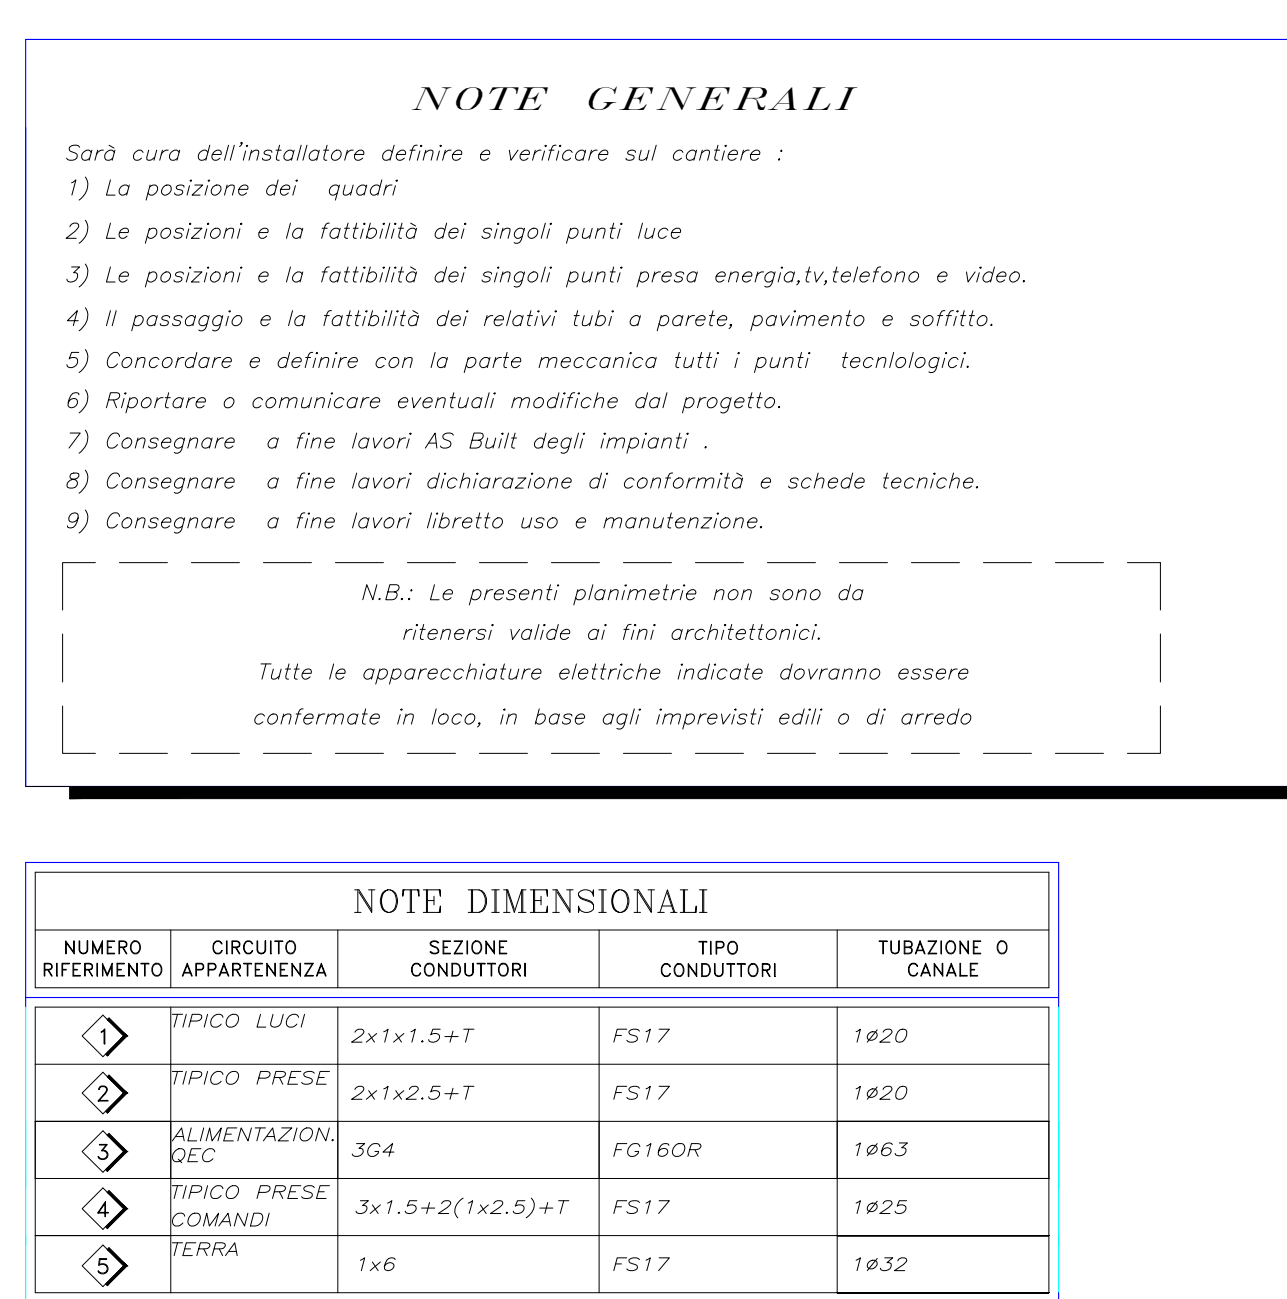 NOTE GENERALI
Sarà cura dell'installatore definire e verificare sul cantiere :
1) La posizione dei quadri
2) Le posizioni e la fattibilità dei singoli punti luce
3) Le posizioni e la fattibilità dei singoli punti presa energia,tv,telefono e video.
4) Il passaggio e la fattibilità dei relativi tubi a parete, pavimento e soffitto.
5) Concordare e definire con la parte meccanica tutti i punti tecnlologici.
6) Riportare o comunicare eventuali modifiche dal progetto.
7) Consegnare a fine lavori AS Built degli impianti .
8) Consegnare a fine lavori dichiarazione di conformità e schede tecniche.
9) Consegnare a fine lavori libretto uso e manutenzione.
N.B.: Le presenti planimetrie non sono da
ritenersi valide ai fini architettonici.
Tutte le apparecchiature elettriche indicate dovranno essere
confermate in loco, in base agli imprevisti edili o di arredo
NOTE DIMENSIONALI
NUMERO RIFERIMENTO CIRCUITO APPARTENENZA SEZIONE CONDUTTORI TIPO CONDUTTORI TUBAZIONE O CANALE
1 TIPICO LUCI 2x1x1.5+T FS17 1ø20
2 TIPICO PRESE 2x1x2.5+T FS17 1ø20
3 ALIMENTAZION. QEC 3G4 FG16OR 1ø63
4 TIPICO PRESE COMANDI 3x1.5+2(1x2.5)+T FS17 1ø25
5 TERRA 1x6 FS17 1ø32